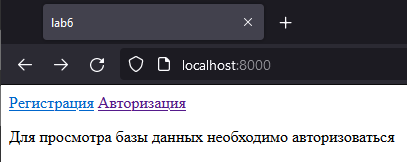 lab6
localhost:8000
Регистрация Авторизация
Для просмотра базы данных необходимо авторизоваться